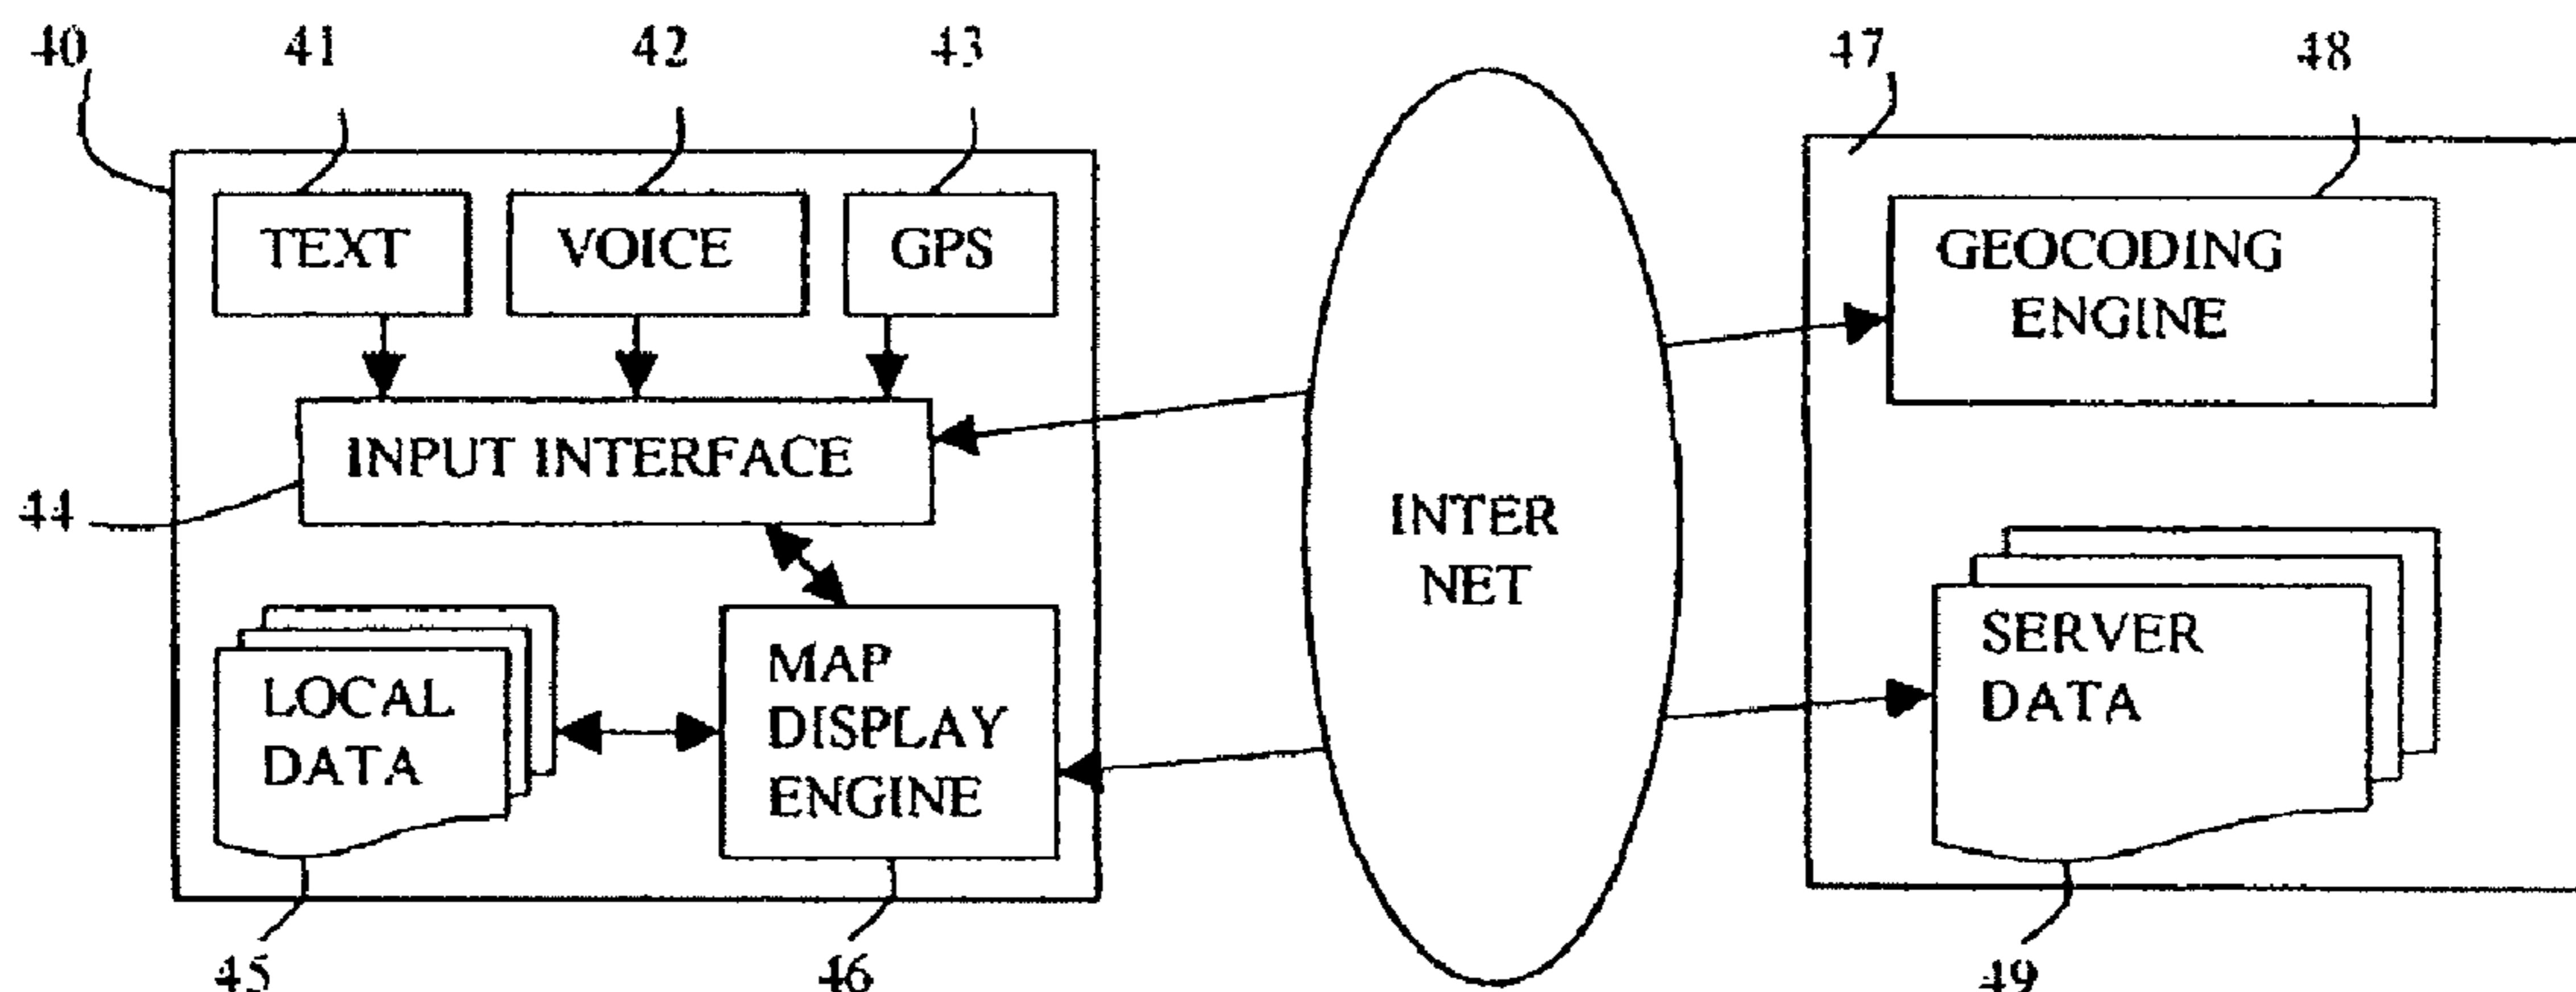 40 41 42 43 47 48
TEXT VOICE GPS
GEOCODING
ENGINE
INPUT INTERFACE
44
INTER
NET
LOCAL
DATA
MAP
DISPLAY
ENGINE
SERVER
DATA
45 46 49